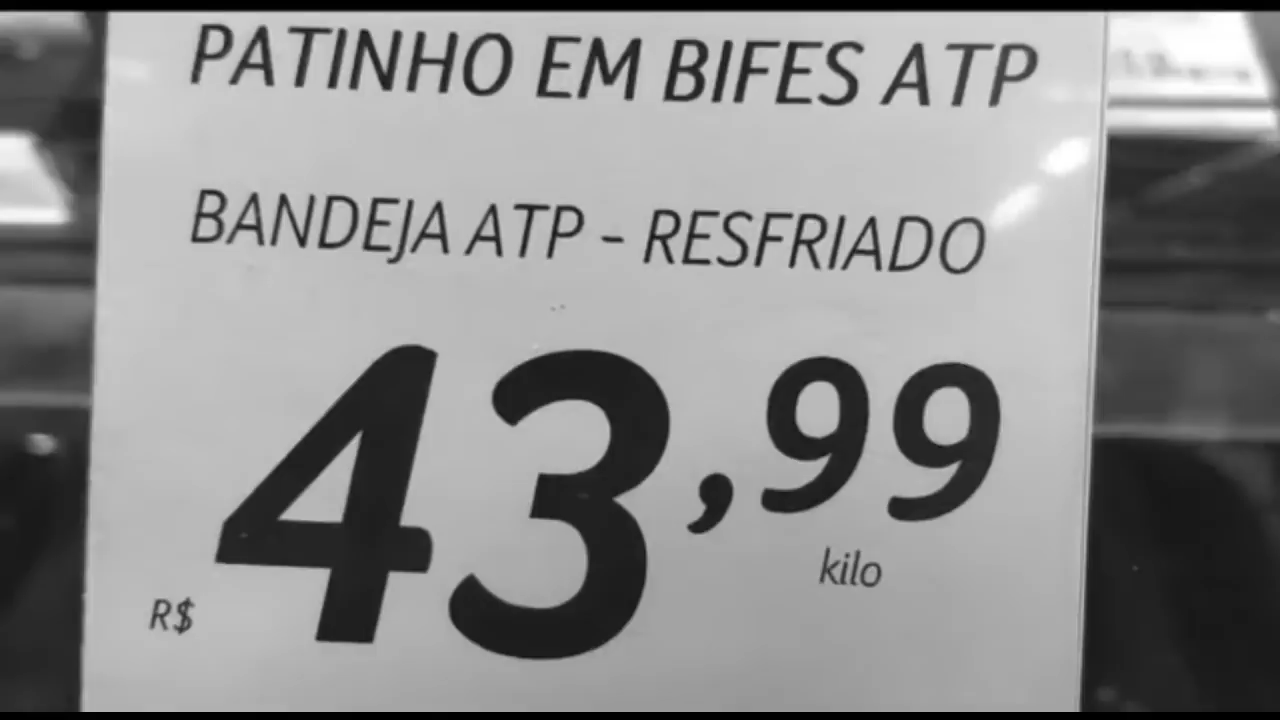 PATINHO EM BIFES ATP
BANDEJA ATP - RESFRIADO
R$ 43,99
kilo